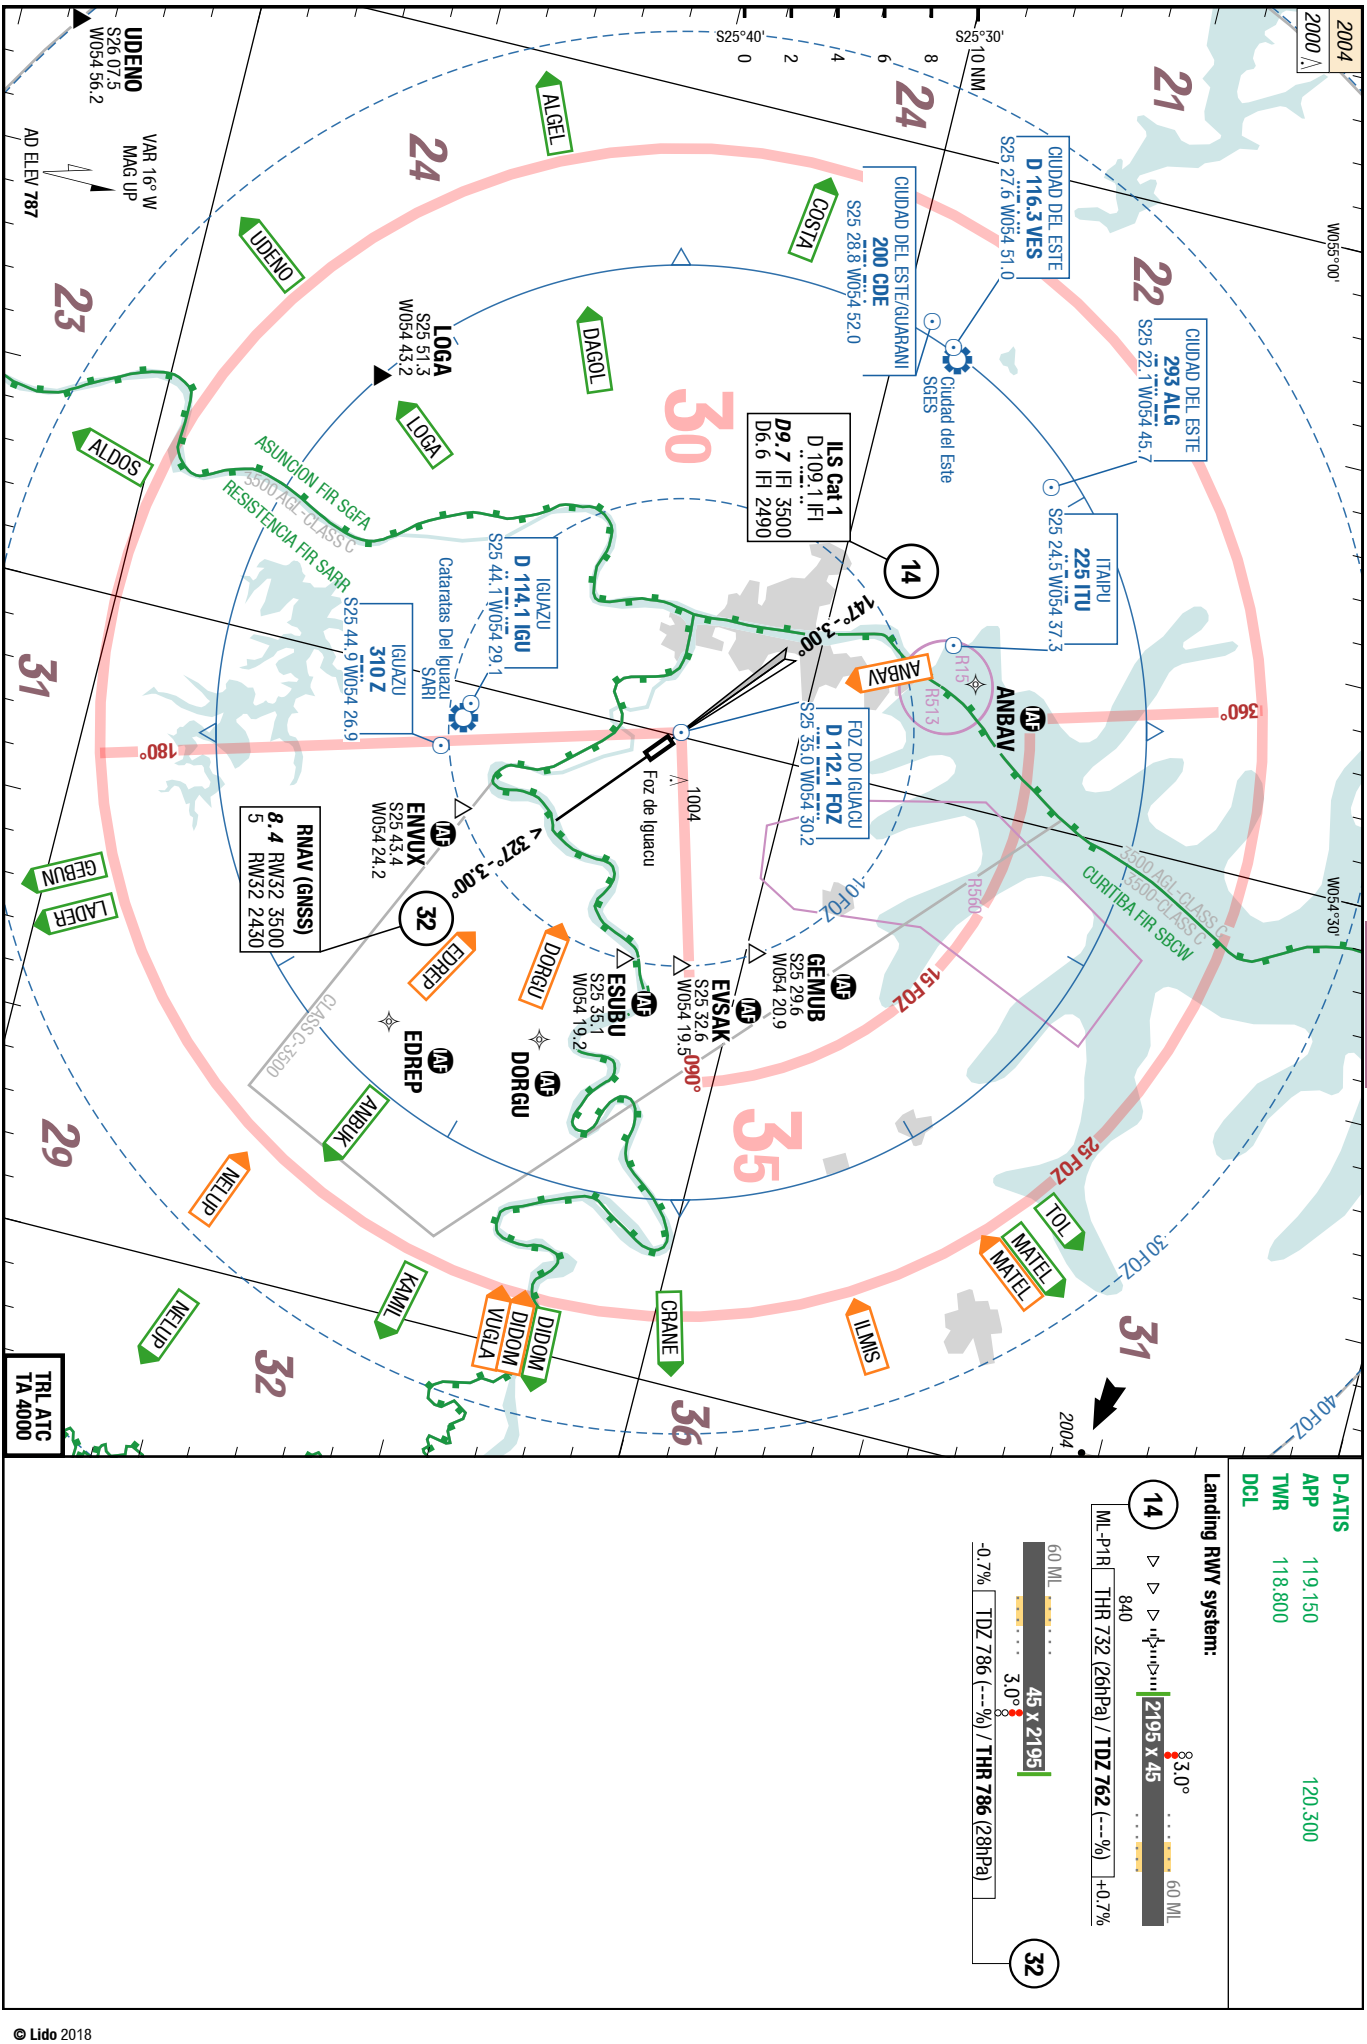 2004
2000
S25°40'
S25°30'
0
2
4
6
8
10 NM
W055°00'
W054°30'
21
22
24
24
23
31
29
32
36
31
30
35
UDENO
S26 07.5
W054 56.2
VAR 16° W
MAG UP
AD ELEV 787
ALGEL
COSTA
UDENO
DAGOL
LOGA
ALDOS
LOGA
S25 51.3
W054 43.2
CIUDAD DEL ESTE
D 116.3 VES
S25 27.6 W054 51.0
CIUDAD DEL ESTE/GUARANI
200 CDE
S25 28.8 W054 52.0
CIUDAD DEL ESTE
293 ALG
S25 22.1 W054 45.7
Ciudad del Este
SGES
ITAIPU
225 ITU
S25 24.5 W054 37.3
ILS Cat 1
D 109.1 IFI
D9.7 IFI 3500
D6.6 IFI 2490
14
147°-3.00°
ASUNCION FIR SGFA
3500 AGL-CLASS C
RESISTENCIA FIR SARR
IGUAZU
D 114.1 IGU
S25 44.1 W054 29.1
Cataratas Del Iguazu
SARI
IGUAZU
310 Z
S25 44.9 W054 26.9
ANBAV
R15
R513
ANBAV
IAF
360°
180°
090°
FOZ DO IGUACU
D 112.1 FOZ
S25 35.0 W054 30.2
Foz de Iguacu
1004
R560
10 FOZ
15 FOZ
25 FOZ
30 FOZ
40 FOZ
3500 AGL-CLASS C
3500-CLASS C
CURITIBA FIR SBCW
IAF
ENVUX
S25 43.4
W054 24.2
< 327°-3.00°
32
RNAV (GNSS)
8.4 RW32 3500
5 RW32 2430
GEBUN
LADER
EDREP
DORGU
IAF
ESUBU
S25 35.1
W054 19.2
IAF
EVSAK
S25 32.6
W054 19.5
IAF
GEMUB
S25 29.6
W054 20.9
IAF
EDREP
IAF
DORGU
CLASS C-3500
ANBUK
NELUP
NELUP
KAMIL
VUGLA
DIDOM
DIDOM
CRANE
ILMIS
MATEL
MATEL
TOL
2004
TRL ATC
TA 4000
D-ATIS
APP 119.150 120.300
TWR 118.800
DCL
Landing RWY system:
14
840
2195 x 45
3.0°
60 ML
ML-P1R THR 732 (26hPa) / TDZ 762 (---%) +0.7%
60 ML
45 x 2195
3.0°
-0.7% TDZ 786 (---%) / THR 786 (28hPa)
32
© Lido 2018